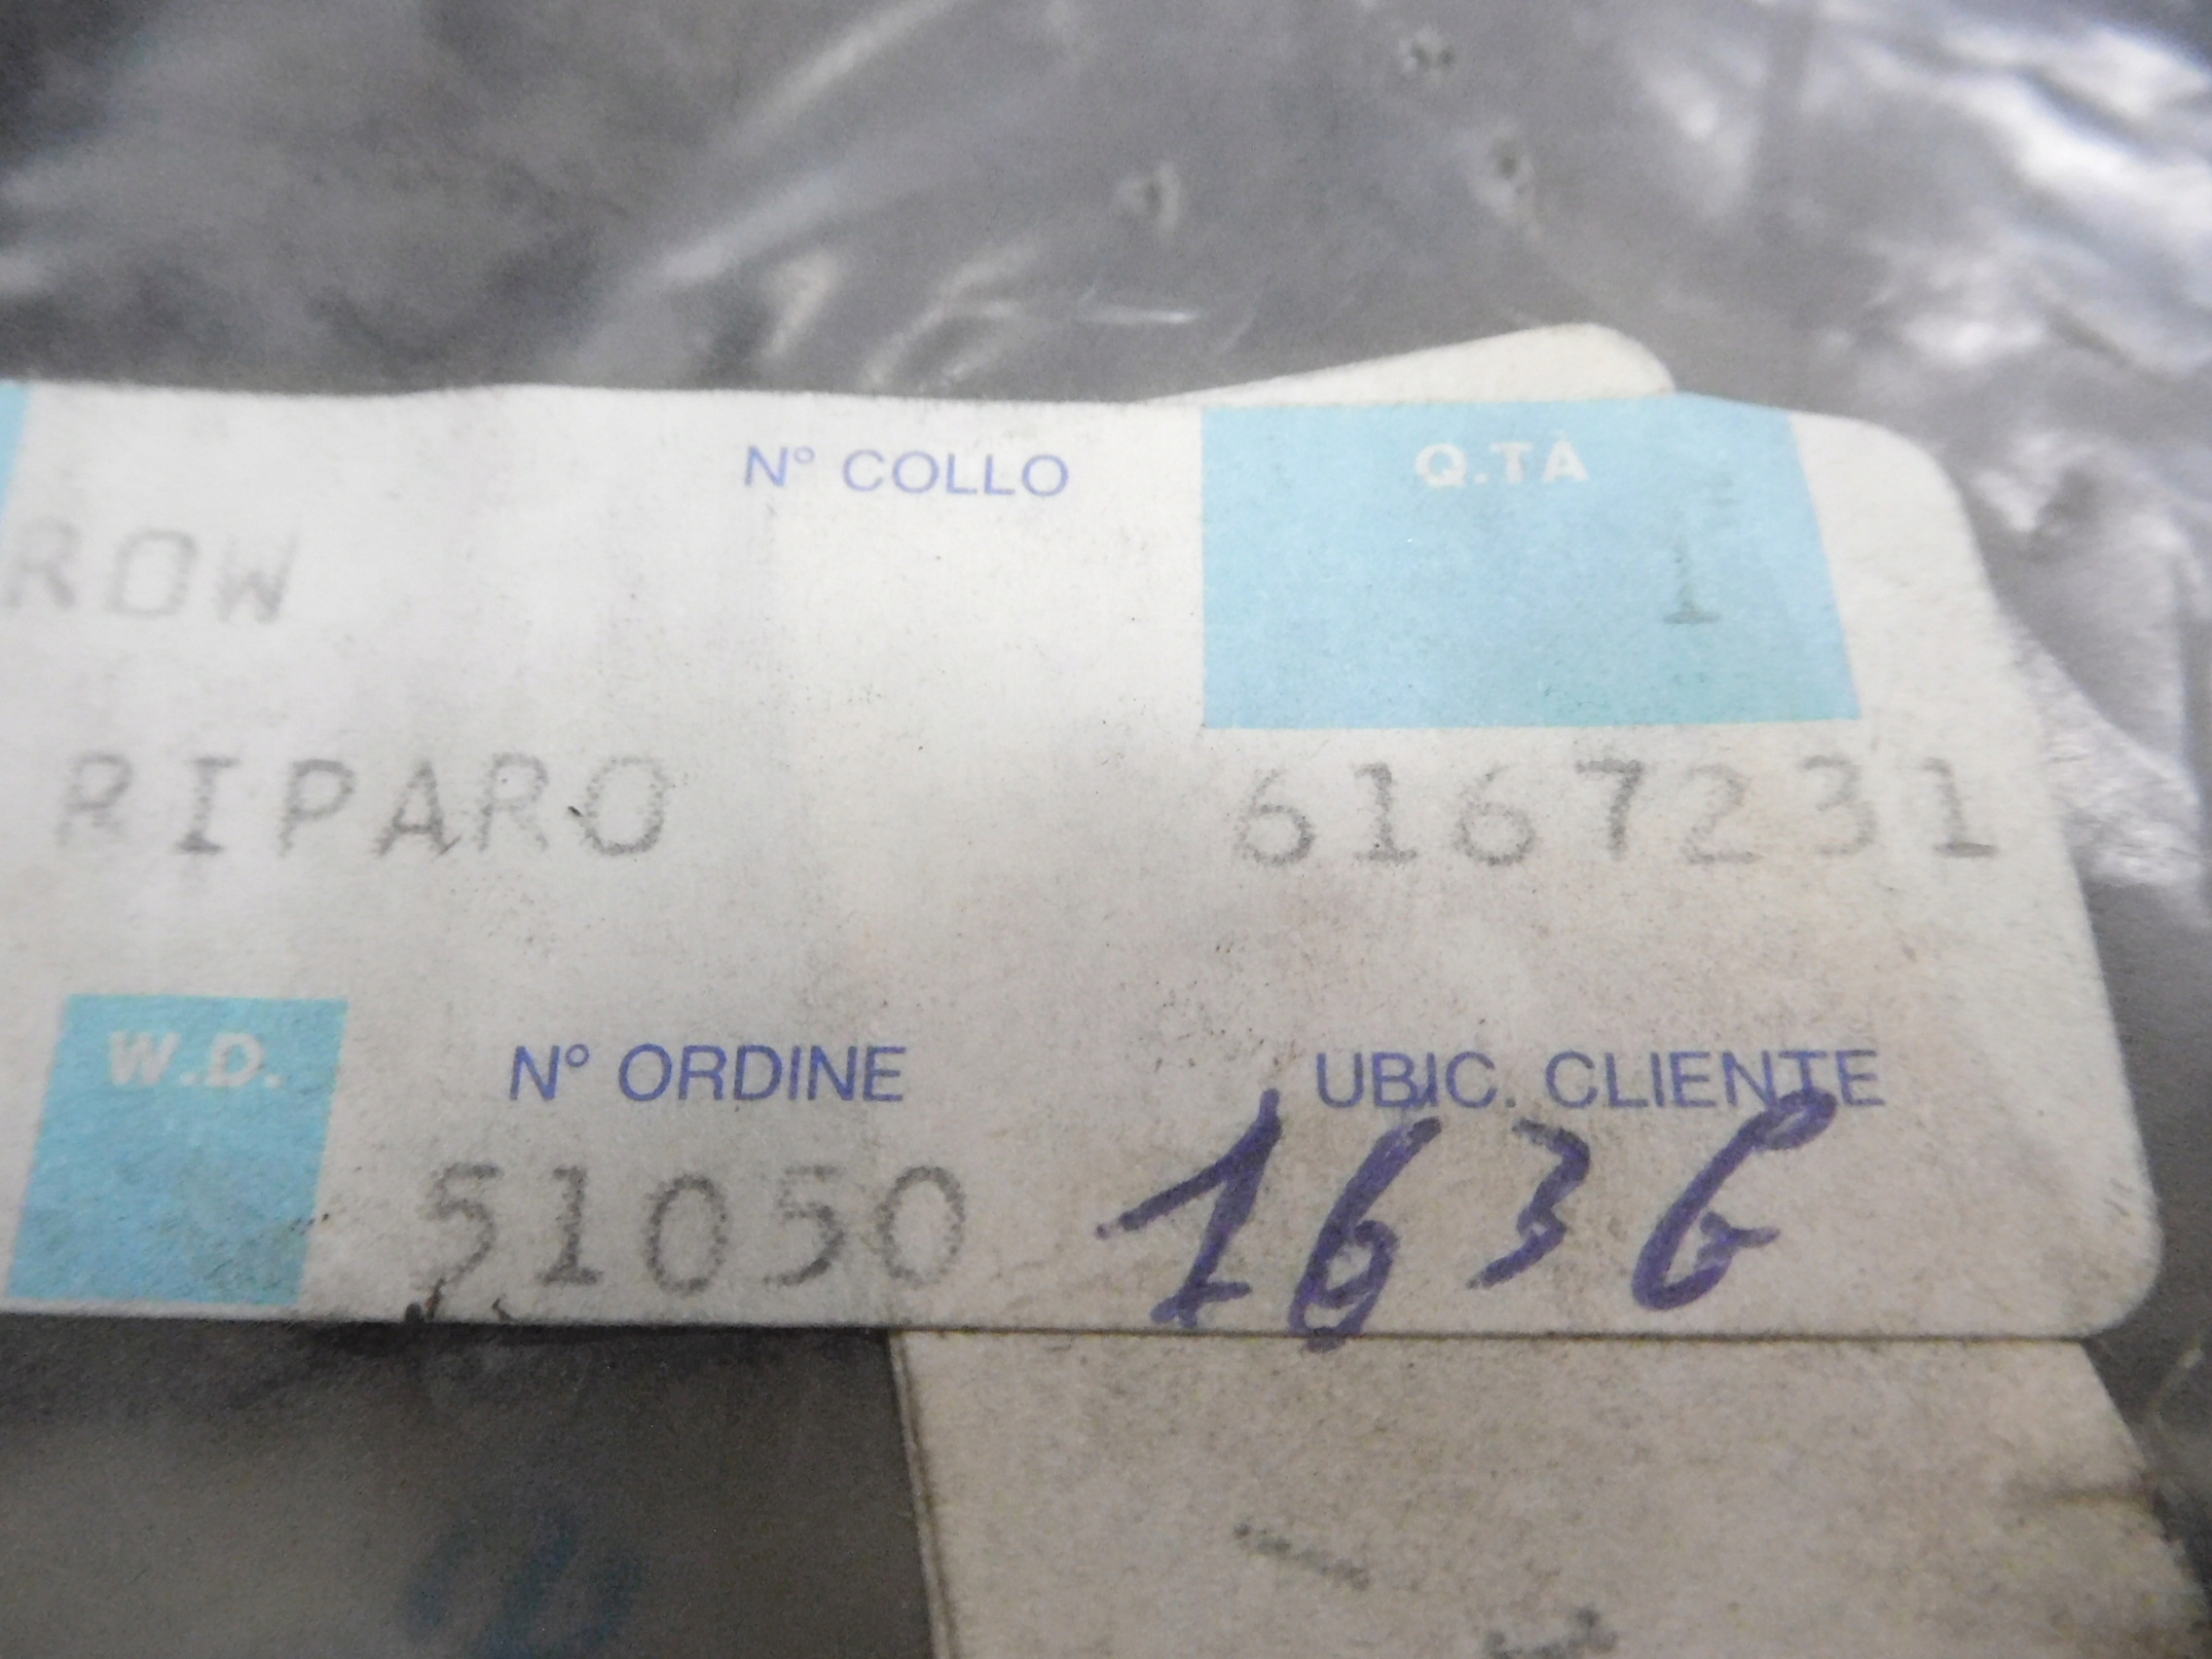 N° COLLO Q.TÀ
ROW 1
RIPARO 6167231
W.D. N° ORDINE UBIC. CLIENTE
51050 1636